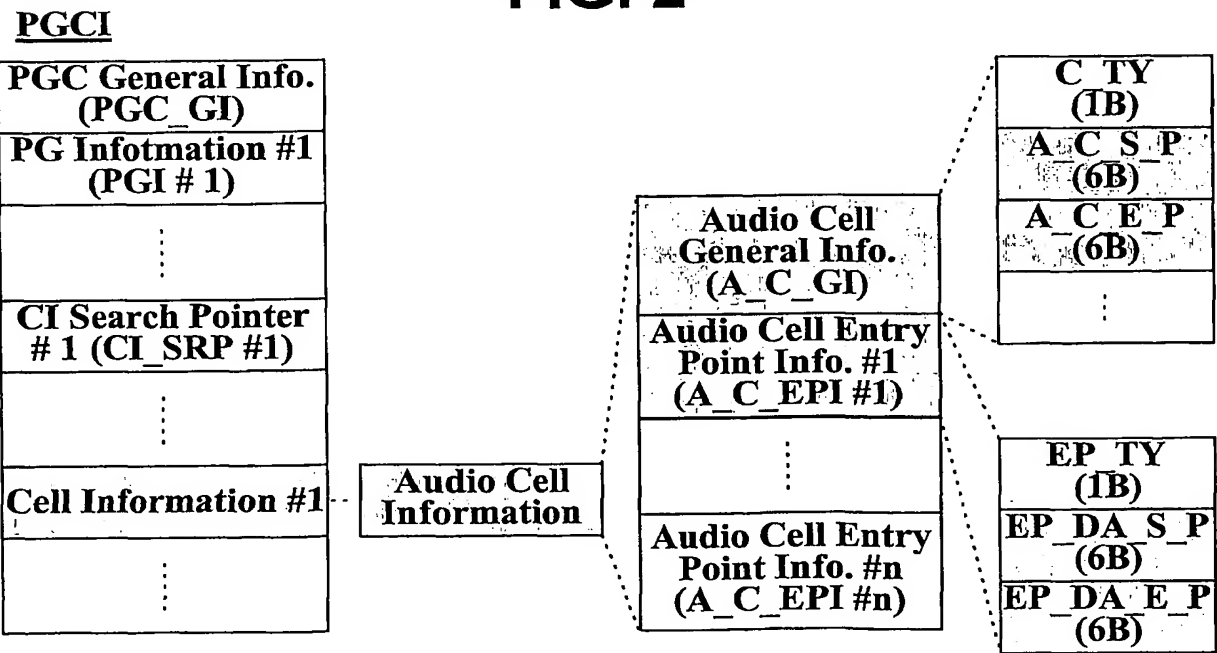 PGCI
PGC General Info.
(PGC_GI)
PG Infotmation #1
(PGI # 1)
CI Search Pointer
# 1 (CI_SRP #1)
Cell Information #1
Audio Cell
Information
Audio Cell
General Info.
(A_C_GI)
Audio Cell Entry
Point Info. #1
(A_C_EPI #1)
Audio Cell Entry
Point Info. #n
(A_C_EPI #n)
C_TY
(1B)
A_C_S_P
(6B)
A_C_E_P
(6B)
EP_TY
(1B)
EP_DA_S_P
(6B)
EP_DA_E_P
(6B)